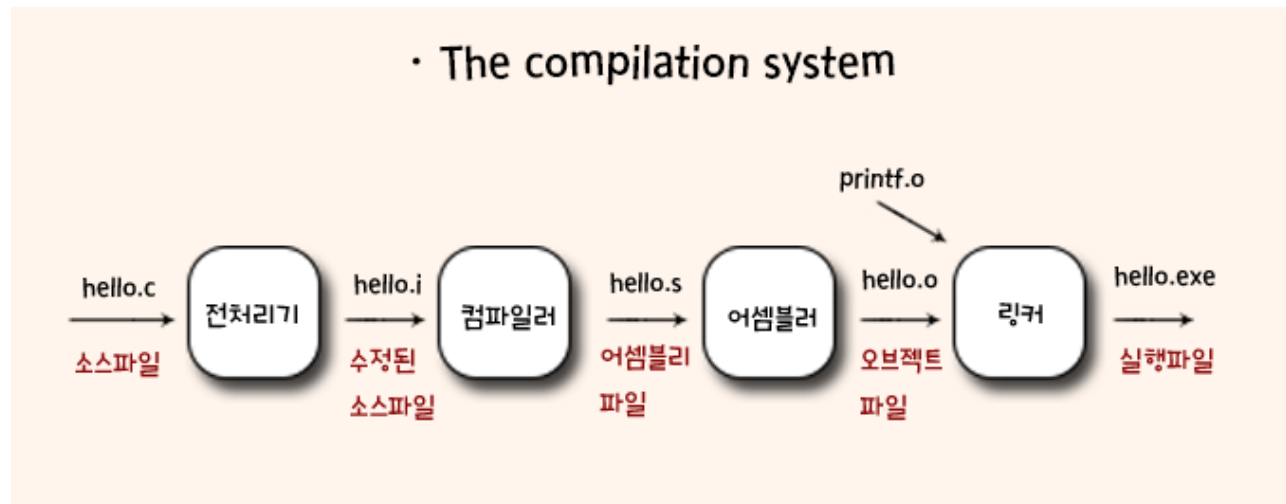 · The compilation system
printf.o
hello.c
전처리기
hello.i
컴파일러
hello.s
어셈블러
hello.o
링커
hello.exe
소스파일
수정된
소스파일
어셈블리
파일
오브젝트
파일
실행파일